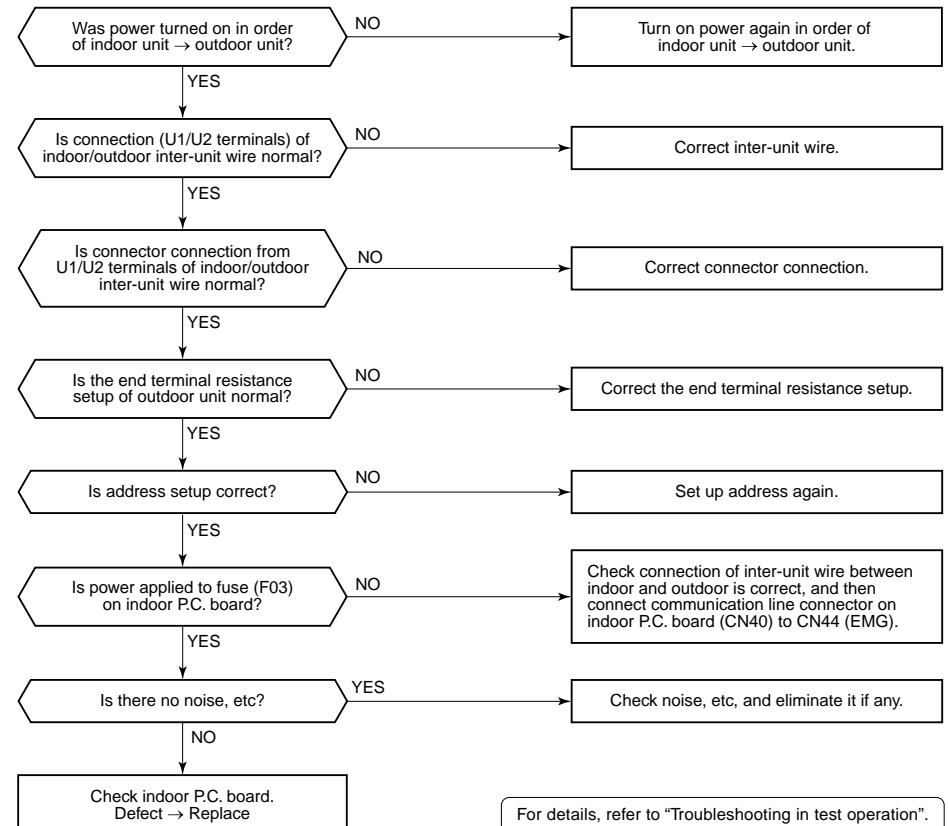 Was power turned on in order
of indoor unit → outdoor unit?
NO
Turn on power again in order of
indoor unit → outdoor unit.
YES
Is connection (U1/U2 terminals) of
indoor/outdoor inter-unit wire normal?
NO
Correct inter-unit wire.
YES
Is connector connection from
U1/U2 terminals of indoor/outdoor
inter-unit wire normal?
NO
Correct connector connection.
YES
Is the end terminal resistance
setup of outdoor unit normal?
NO
Correct the end terminal resistance setup.
YES
Is address setup correct?
NO
Set up address again.
YES
Is power applied to fuse (F03)
on indoor P.C. board?
NO
Check connection of inter-unit wire between
indoor and outdoor is correct, and then
connect communication line connector on
indoor P.C. board (CN40) to CN44 (EMG).
YES
Is there no noise, etc?
YES
Check noise, etc, and eliminate it if any.
NO
Check indoor P.C. board.
Defect → Replace
For details, refer to “Troubleshooting in test operation”.